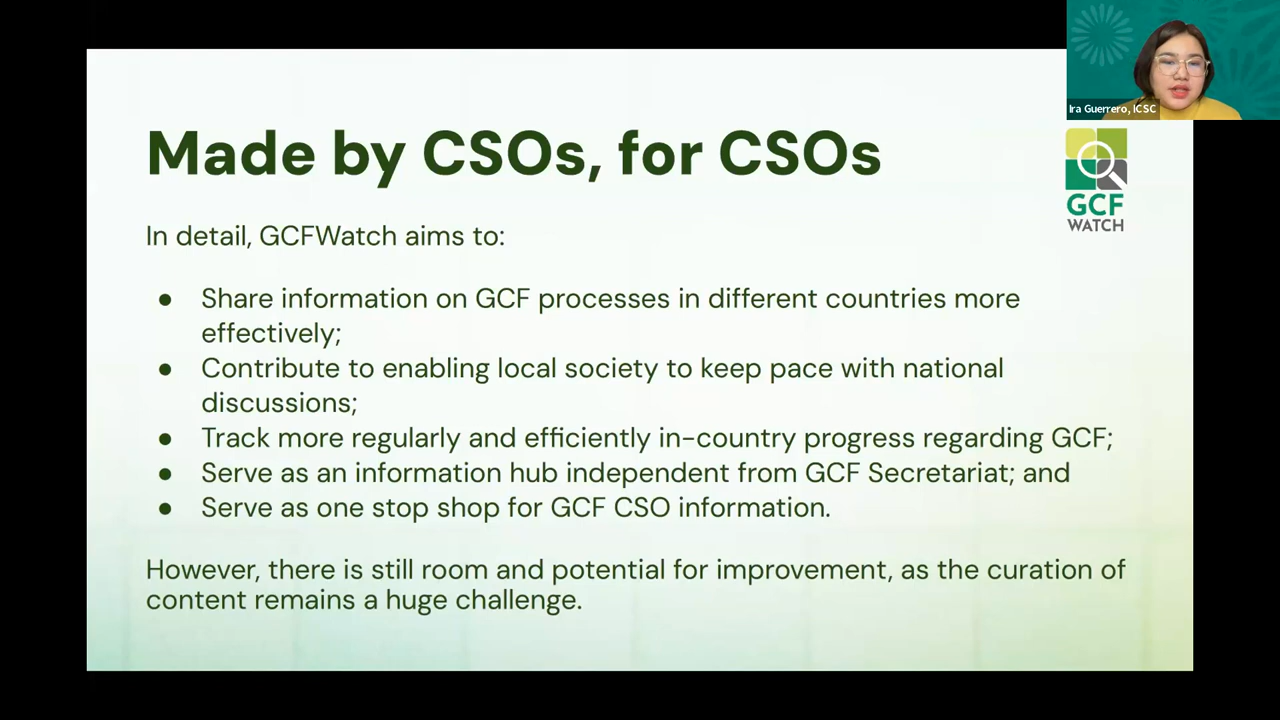 Ira Guerrero, ICSC
Made by CSOs, for CSOs
GCF
WATCH
In detail, GCFWatch aims to:
● Share information on GCF processes in different countries more
effectively;
● Contribute to enabling local society to keep pace with national
discussions;
● Track more regularly and efficiently in-country progress regarding GCF;
● Serve as an information hub independent from GCF Secretariat; and
● Serve as one stop shop for GCF CSO information.
However, there is still room and potential for improvement, as the curation of
content remains a huge challenge.